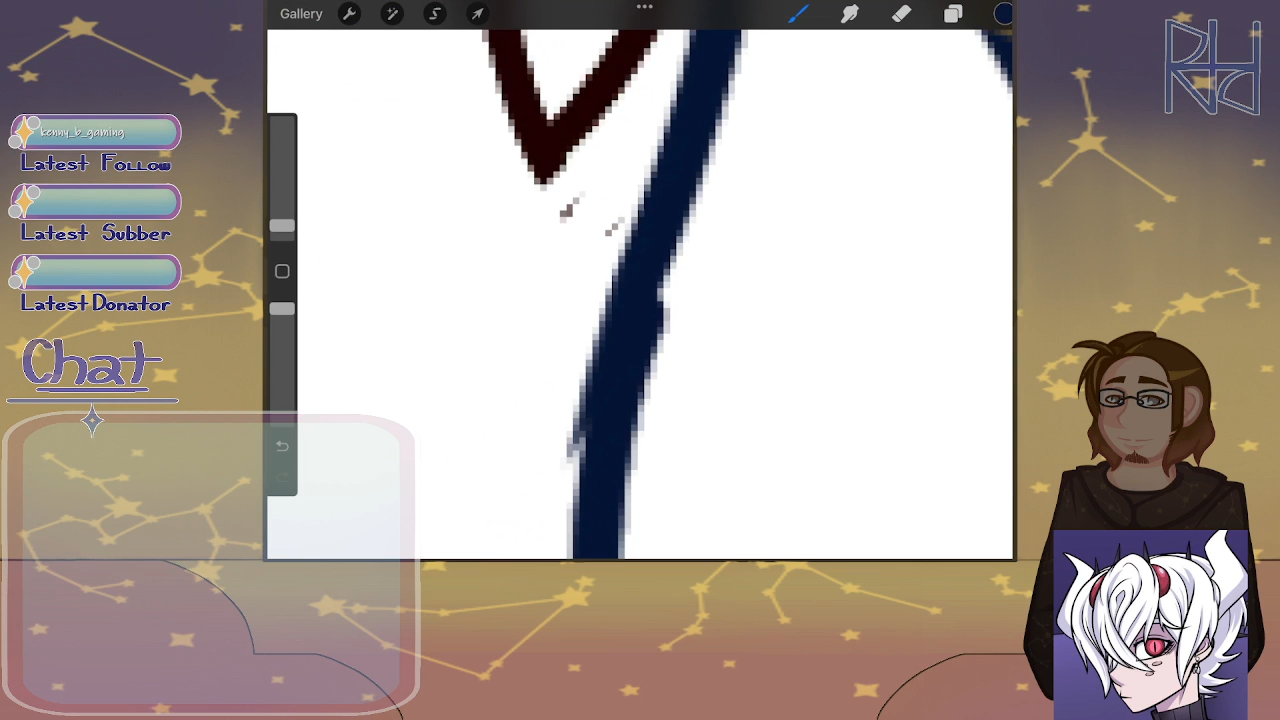 Gallery
kenny_b_gaming
Latest Follow
Latest Subber
Latest Donator
Chat